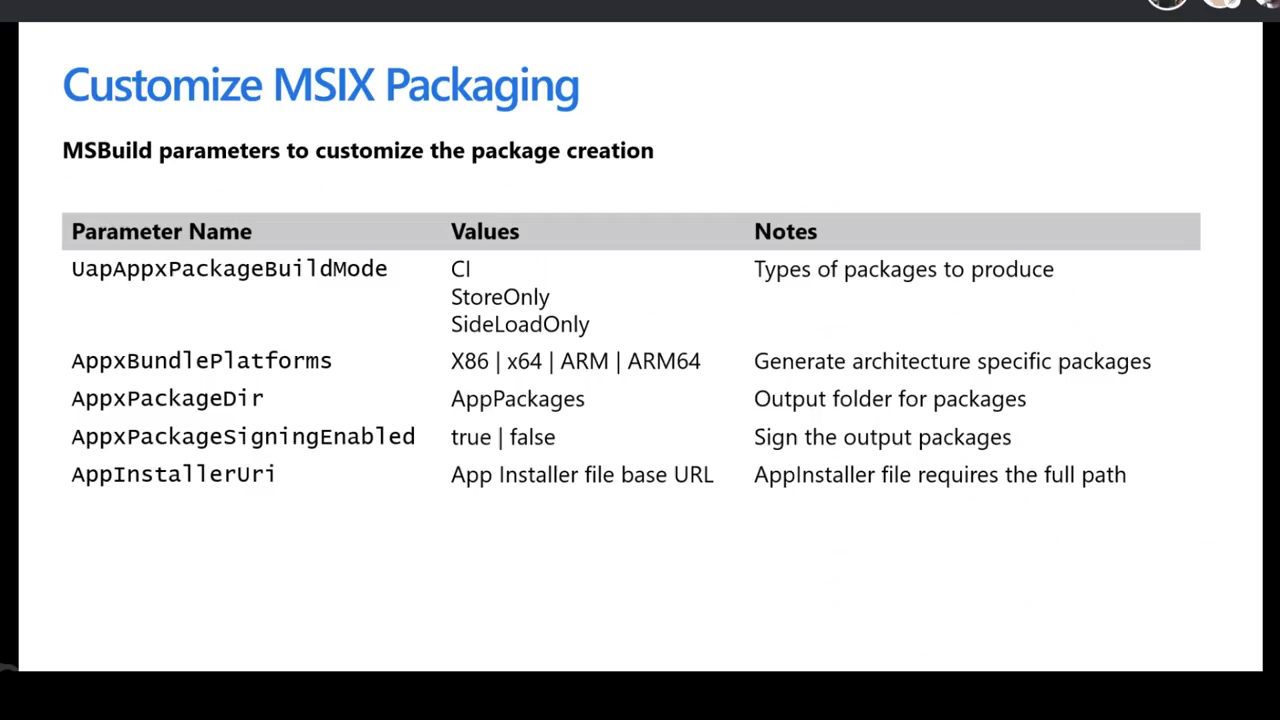 Customize MSIX Packaging
MSBuild parameters to customize the package creation
Parameter Name Values Notes
UapAppxPackageBuildMode CI Types of packages to produce
StoreOnly
SideLoadOnly
AppxBundlePlatforms X86 | x64 | ARM | ARM64 Generate architecture specific packages
AppxPackageDir AppPackages Output folder for packages
AppxPackageSigningEnabled true | false Sign the output packages
AppInstallerUri App Installer file base URL AppInstaller file requires the full path